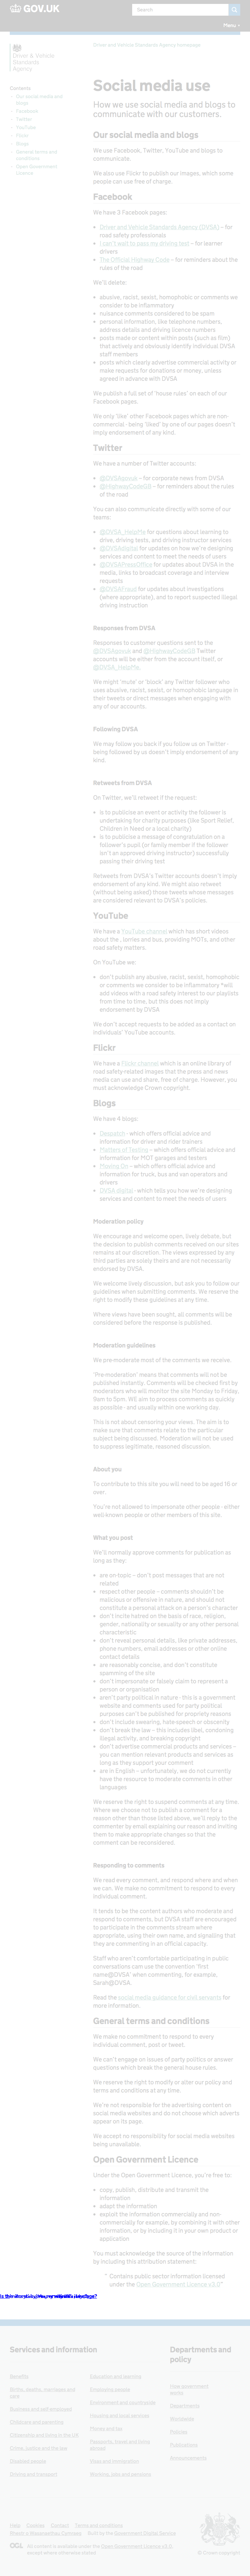 GOV.UK
Search
Menu
Driver and Vehicle Standards Agency homepage
Driver & Vehicle
Standards
Agency
Social media use
How we use social media and blogs to
communicate with our customers.
Contents
Our social media and
blogs
Facebook
Twitter
YouTube
Flickr
Blogs
General terms and
conditions
Open Government
Licence
Our social media and blogs
We use Facebook, Twitter, YouTube and blogs to
communicate.
We also use Flickr to publish our images, which some
people can use free of charge.
Facebook
We have 3 Facebook pages:
Driver and Vehicle Standards Agency (DVSA) – for
road safety professionals
I can't wait to pass my driving test – for learner
drivers
The Official Highway Code – for reminders about the
rules of the road
We'll delete:
abusive, racist, sexist, homophobic or comments we
consider to be inflammatory
nuisance comments considered to be spam
personal information, like telephone numbers,
address details and driving licence numbers
posts made or content within posts (such as film)
that actively and clearly identify individual DVSA
staff members
posts which clearly advertise commercial activity or
make requests for donations or money, unless
agreed in advance with DVSA
We publish a full set of 'house rules' on each of our
Facebook pages.
We only 'like' other Facebook pages which are non-
commercial - being 'liked' by one of our pages doesn't
imply endorsement of any kind.
Twitter
We have a number of Twitter accounts:
@DVSAgovuk – for corporate news from DVSA
@HighwayCodeGB – for reminders about the rules
of the road
You can also communicate directly with some of our
teams:
@DVSA_HelpMe for questions about learning to
drive, driving tests, and driving instructor services
@DVSAdigital for updates on how we're designing
services and content to meet the needs of users
@DVSAPressOffice for updates about DVSA in the
media, links to broadcast coverage and interview
requests
@DVSAFraud for updates about investigations
(where appropriate), and to report suspected illegal
driving instructor.
Responses from DVSA
Responses to customer questions sent to the
@DVSAgovuk and @HighwayCodeGB Twitter
accounts will be either from the account itself, or
@DVSA_HelpMe.
We might 'mute' or 'block' any Twitter follower who
uses abusive, racist, sexist, or homophobic language in
their tweets or direct messages to any of our
accounts.
Following DVSA
We may follow you back if you follow us on Twitter -
being followed by us doesn't imply endorsement of
any kind.
Retweets from DVSA
On Twitter, we'll retweet if the request:
is to publicise an event or activity the follower is
undertaking for charity purposes (like Sport Relief,
Children in Need or a local charity)
is to publicise a message of congratulation on a
follower's pupil (or family member if the follower
isn't an approved driving instructor) successfully
passing their driving test
Retweets from DVSA's Twitter accounts doesn't imply
endorsement of any kind. We might also retweet
(without being asked) those tweets whose messages
are considered relevant to DVSA's policies.
YouTube
We have a YouTube channel which has short videos
about the , lorries and bus, providing MOTs, and other
road safety matters.
On YouTube we:
don't publish any abusive, racist, sexist, homophobic
or comments we consider to be inflammatory *will
add videos with a road safety interest from time to
time, but this does not imply
endorsement by DVSA
We don't accept requests to be added as a contact on
individuals' YouTube accounts.
Flickr
We have a Flickr channel which is an online library of
road safety-related images that the press and news
media can use and share, free of charge. However, you
must acknowledge Crown copyright.
Blogs
We have 4 blogs:
Despatch - which offers official advice and
information for driver and rider trainers
Matters of Testing – which offers official advice and
information for MOT garages and testers
Moving On – which offers official advice and
information for truck, bus and van operators and
drivers
DVSA digital - which tells you how we're designing
services and content to meet the needs of users
Moderation policy
We encourage and welcome open, lively debate, but
the choice to publish or exclude content on our blogs
remains at our discretion. The views expressed by
third parties are solely theirs and are not necessarily
endorsed by DVSA.
We welcome lively discussion, but ask you to follow our
guidelines when submitting comments. We reserve the
right to modify these guidelines at any time
Where views have been sought, all comments will be
considered before the response is published.
Moderation guidelines
We pre-moderate most of the comments we receive
'Pre-moderation' means that comments will not be
published instantly. Comments will be checked by an
individual who will monitor the site Monday to Friday,
9am to 5pm. We will aim to clear all comments within
one working day.
This is not just about censoring abusive comments. We
want to make sure that comments relate to the
particular subject being discussed. Moderation will not
be used to suppress legitimate, reasoned discussion.
About you
To contribute to this site you will need to be aged 16 or
over
You're not allowed to impersonate other people - either
well-known people or other members of this site.
What you post
We'll normally approve comments for publication as
long as they:
are on-topic – don't post messages that are not
related
respect other people – comments shouldn't be
malicious or offensive in nature, and should not
constitute a personal attack on a person's character
don't incite hatred on the basis of race, religion,
gender, nationality or sexuality or any other personal
characteristic
don't reveal personal details, like private addresses,
phone numbers, email addresses or other online
contact details
are reasonably concise, and don't constitute
spamming of the site
don't impersonate or falsely claim to represent a
person or organisation
aren't party political in nature - this is a government
website and comments used for party political
purposes can't be published or engaged with
don't include swearing, hate-speech or obscenity
don't break the law – this includes libel, condoning
illegal activity and breaking copyright
don't advertise commercial products and services –
you can mention relevant products and services as
long as they support your comment
are in English – unfortunately, we do not currently
have the resource to moderate comments in other
languages
We reserve the right to suspend comments at any time.
Where we choose not to publish a comment for a
reason other than those listed above, we'll reply to the
commenter by email to explain the reason, and offer
the opportunity to re-submit the comment so that it
can be reconsidered.
Responding to comments
We read every comment, and respond where and when
we can. We make no commitment to respond to every
individual comment.
It tends to be the content authors who moderate and
respond to comments, but DVSA staff are encouraged
to participate in comments where appropriate,
using their own name, and signalling that
they are commenting in an official capacity.
Staff who aren't comfortable participating in public
conversations can use the convention 'first
name@DVSA' when commenting, for example,
Sarah@DVSA.
Read the social media guidance for civil servants for
more information.
General terms and conditions
We make no commitment to respond to every
individual comment, post or tweet.
We can't engage on issues of party politics or answer
questions which break the general house rules.
We reserve the right to modify or alter our policy and
terms and conditions at any time.
We're not responsible for the advertising content on
social media websites and do not choose which adverts
appear on its page.
We accept no responsibility for social media websites
being unavailable.
Open Government Licence
Under the Open Government Licence, you're free to:
copy, publish, distribute and transmit the
information
adapt the information
exploit the information commercially and
non-commercially for example, by combining it with
other information, or by including it in your own
product or application.
You must acknowledge the source of the information
by including this attribution statement:
"Contains public sector information licensed
under the Open Government Licence v3.0"
Services and information
Benefits
Births, deaths, marriages and
care
Business and self-employed
Childcare and parenting
Citizenship and living in the UK
Crime, justice and the law
Disabled people
Driving and transport
Education and learning
Employing people
Environment and countryside
Housing and local services
Money and tax
Passports, travel and living
abroad
Visas and immigration
Working, jobs and pensions
Departments and
policy
How government
works
Departments
Worldwide
Policies
Publications
Announcements
Help Cookies Contact Terms and conditions
Rhestr o Wasanaethau Cymraeg Built by the Government Digital Service
OGL All content is available under the Open Government Licence v3.0,
except where otherwise stated
© Crown copyright